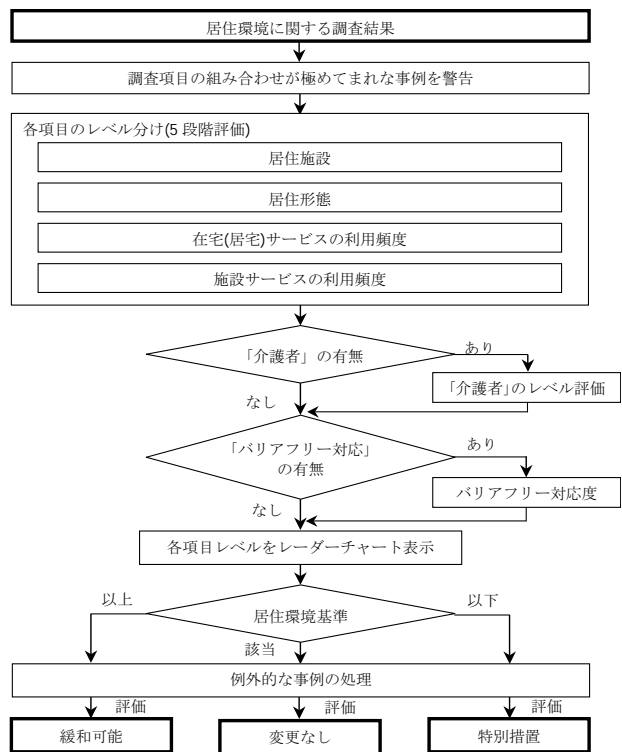 居住環境に関する調査結果
調査項目の組み合わせが極めてまれな事例を警告
各項目のレベル分け(5 段階評価)
居住施設
居住形態
在宅(居宅)サービスの利用頻度
施設サービスの利用頻度
「介護者」の有無
あり
「介護者」のレベル評価
なし
「バリアフリー対応」
の有無
あり
バリアフリー対応度
なし
各項目レベルをレーダーチャート表示
以上
居住環境基準
以下
該当
例外的な事例の処理
評価
評価
評価
緩和可能
変更なし
特別措置